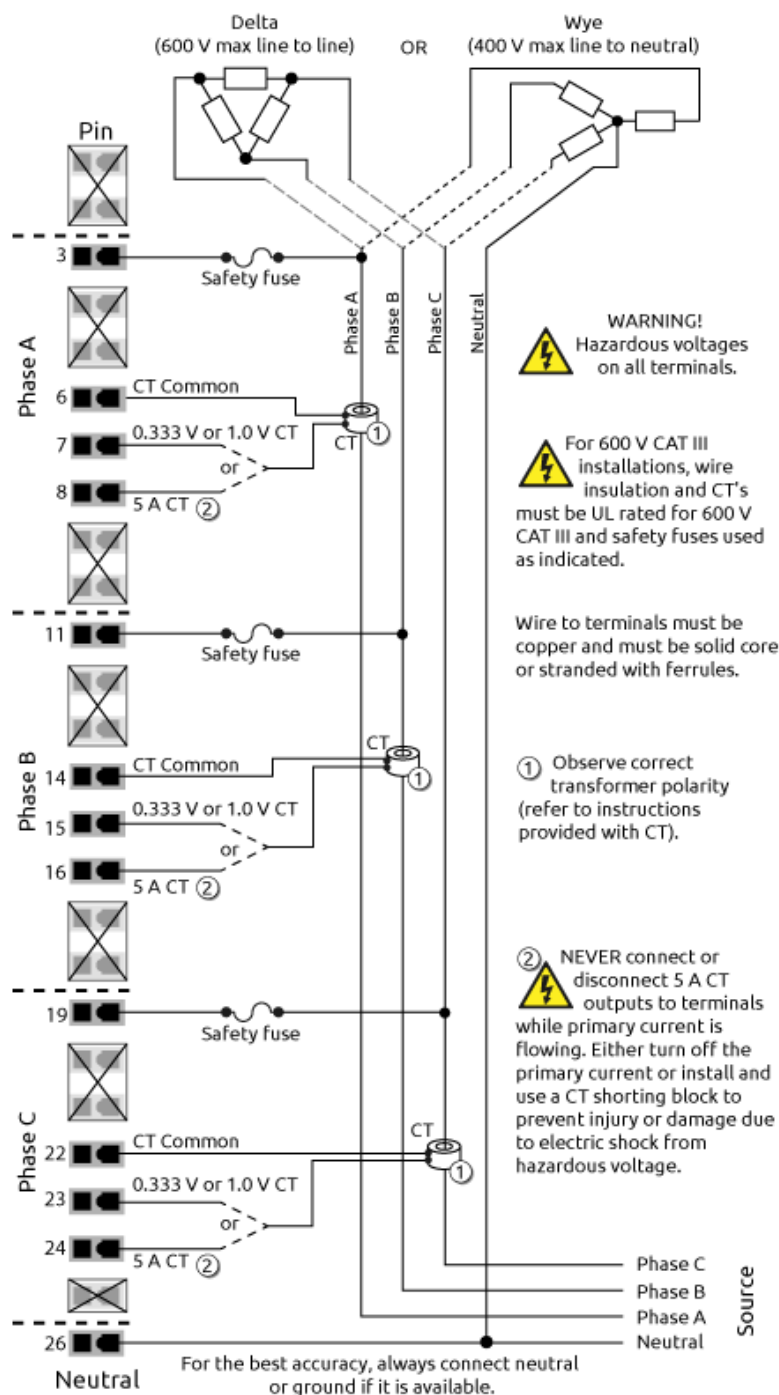 Delta
(600 V max line to line)
OR
Wye
(400 V max line to neutral)
Pin
Phase A
3
Safety fuse
Phase A
Phase B
Phase C
Neutral
6
CT Common
7
0.333 V or 1.0 V CT
or
8
5 A CT ②
CT ①
WARNING!
Hazardous voltages
on all terminals.
For 600 V CAT III
installations, wire
insulation and CT's
must be UL rated for 600 V
CAT III and safety fuses used
as indicated.
Phase B
11
Safety fuse
14
CT Common
15
0.333 V or 1.0 V CT
or
16
5 A CT ②
CT
①
Wire to terminals must be
copper and must be solid core
or stranded with ferrules.
① Observe correct
transformer polarity
(refer to instructions
provided with CT).
Phase C
19
Safety fuse
22
CT Common
23
0.333 V or 1.0 V CT
or
24
5 A CT ②
CT
①
② NEVER connect or
disconnect 5 A CT
outputs to terminals
while primary current is
flowing. Either turn off the
primary current or install and
use a CT shorting block to
prevent injury or damage due
to electric shock from
hazardous voltage.
Phase C
Phase B
Phase A
Neutral
Source
26
Neutral
For the best accuracy, always connect neutral
or ground if it is available.